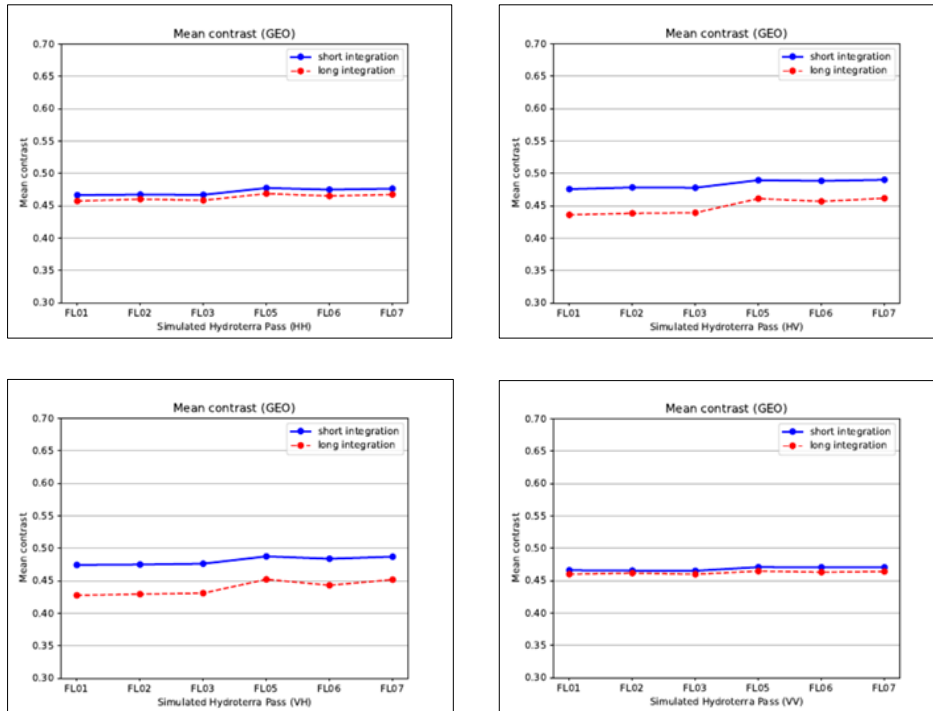 Mean contrast (GEO)
short integration
long integration
Mean contrast
0.70
0.65
0.60
0.55
0.50
0.45
0.40
0.35
0.30
FL01 FL02 FL03 FL05 FL06 FL07
Simulated Hydroterra Pass (HH)
Mean contrast (GEO)
short integration
long integration
Mean contrast
0.70
0.65
0.60
0.55
0.50
0.45
0.40
0.35
0.30
FL01 FL02 FL03 FL05 FL06 FL07
Simulated Hydroterra Pass (HV)
Mean contrast (GEO)
short integration
long integration
Mean contrast
0.70
0.65
0.60
0.55
0.50
0.45
0.40
0.35
0.30
FL01 FL02 FL03 FL05 FL06 FL07
Simulated Hydroterra Pass (VH)
Mean contrast (GEO)
short integration
long integration
Mean contrast
0.70
0.65
0.60
0.55
0.50
0.45
0.40
0.35
0.30
FL01 FL02 FL03 FL05 FL06 FL07
Simulated Hydroterra Pass (VV)